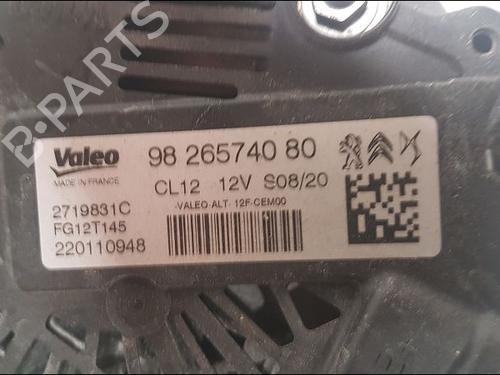 B-PARTS
Valeo
MADE IN FRANCE
98 265740 80
CL12 12V S08/20
-VALEO-ALT-12F-CEM00
2719831C
FG12T145
220110948